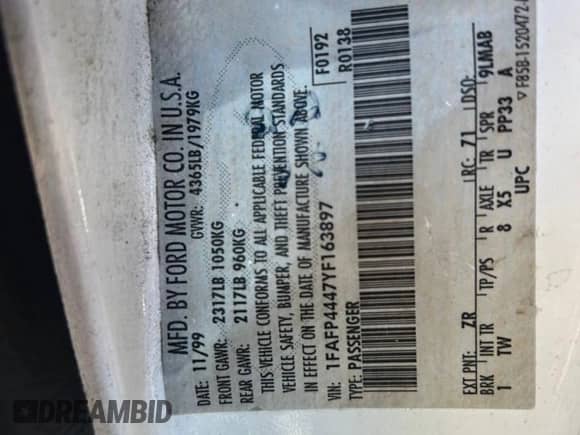 MFD. BY FORD MOTOR CO. IN U.S.A.
11/99 GVWR: 4365LB/1979KG
FRONT GAWR: 2317LB 1050KG
REAR GAWR: 2117LB 960KG
THIS VEHICLE CONFORMS TO ALL APPLICABLE FEDERAL MOTOR
VEHICLE SAFETY, BUMPER, AND THEFT PREVENTION STANDARDS
IN EFFECT ON THE DATE OF MANUFACTURE SHOWN ABOVE.
VIN: 1FAFP4447YF163897
TYPE: PASSENGER
F0192
R0138
EXT PNT: ZR RC: 71 DSO:
BRK INT TR TP/PS R AXLE TR SPR 9LMAB
1 TW 8 X5 U PP33 A
UPC
DREAMBID